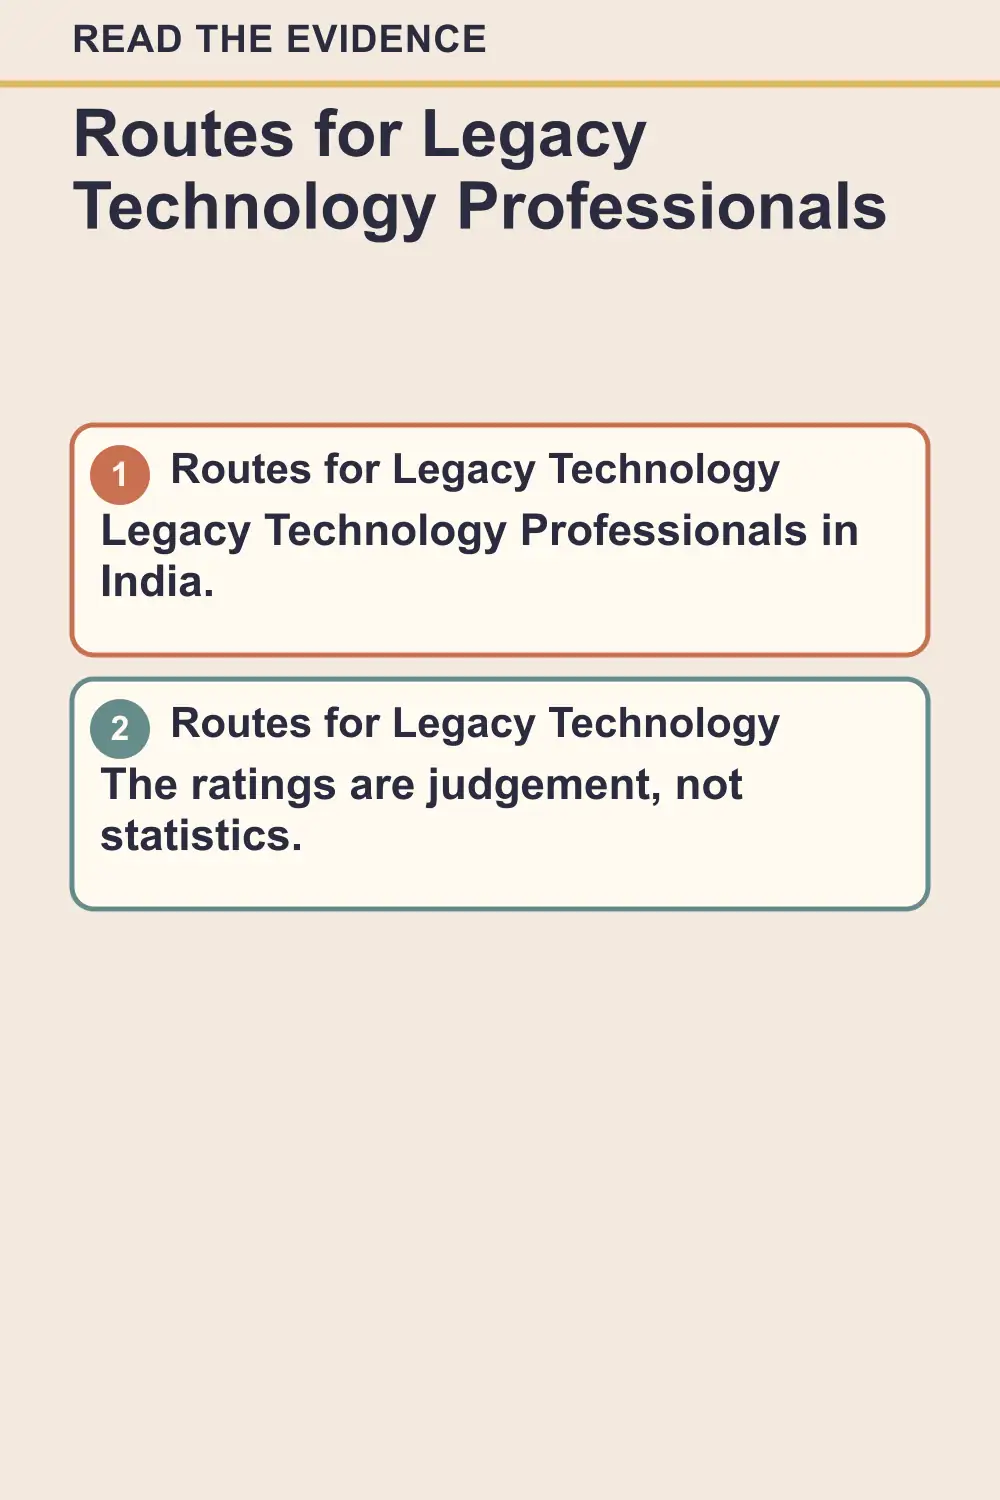 READ THE EVIDENCE
Routes for Legacy
Technology Professionals
1 Routes for Legacy Technology
Legacy Technology Professionals in
India.
2 Routes for Legacy Technology
The ratings are judgement, not
statistics.